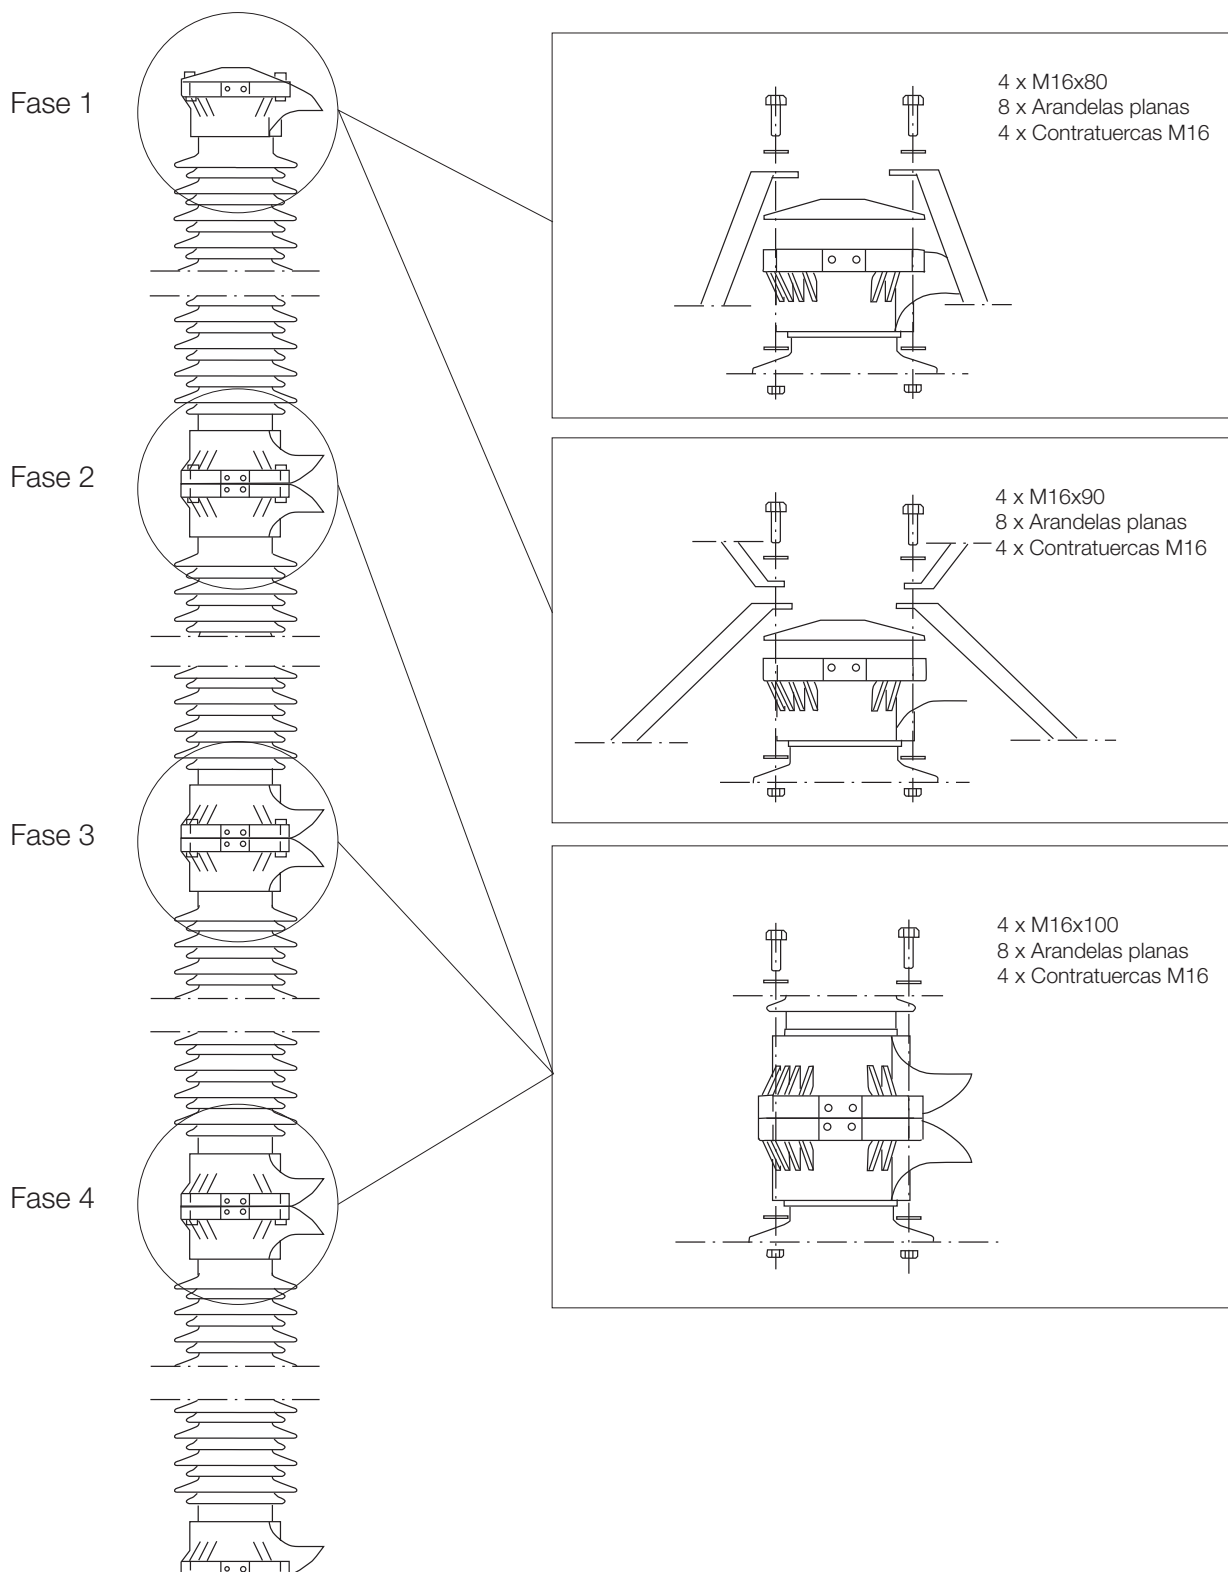 Fase 1
4 x M16x80
8 x Arandelas planas
4 x Contratuercas M16
Fase 2
4 x M16x90
8 x Arandelas planas
4 x Contratuercas M16
Fase 3
4 x M16x100
8 x Arandelas planas
4 x Contratuercas M16
Fase 4